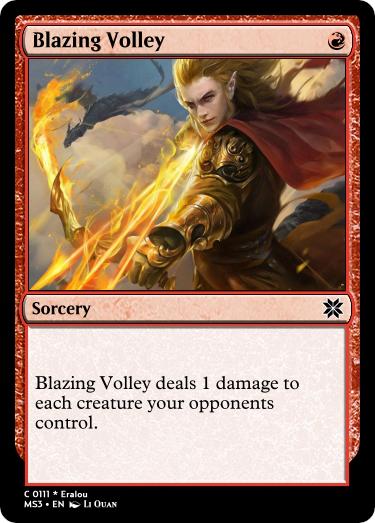 Blazing Volley
Sorcery
Blazing Volley deals 1 damage to
each creature your opponents
control.
C 0111 * Eralou
MS3 • EN Li Quan